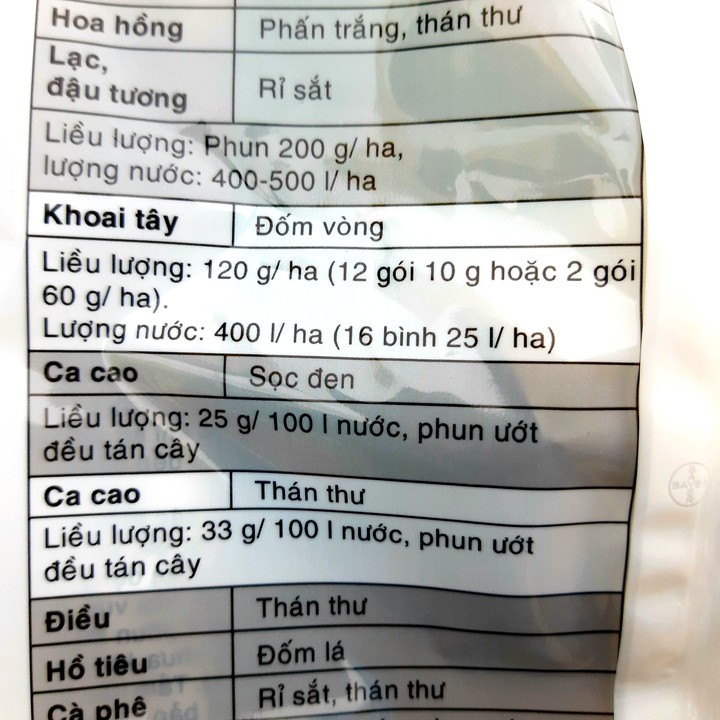 Hoa hồng Phấn trắng, thán thư
Lạc,
đậu tương Rỉ sắt
Liều lượng: Phun 200 g/ ha,
lượng nước: 400-500 l/ ha
Khoai tây Đốm vòng
Liều lượng: 120 g/ ha (12 gói 10 g hoặc 2 gói
60 g/ ha).
Lượng nước: 400 l/ ha (16 bình 25 l/ ha)
Ca cao Sọc đen
Liều lượng: 25 g/ 100 l nước, phun ướt
đều tán cây
Ca cao Thán thư
Liều lượng: 33 g/ 100 l nước, phun ướt
đều tán cây
Điều Thán thư
Hồ tiêu Đốm lá
Cà phê Rỉ sắt, thán thư
BAYER